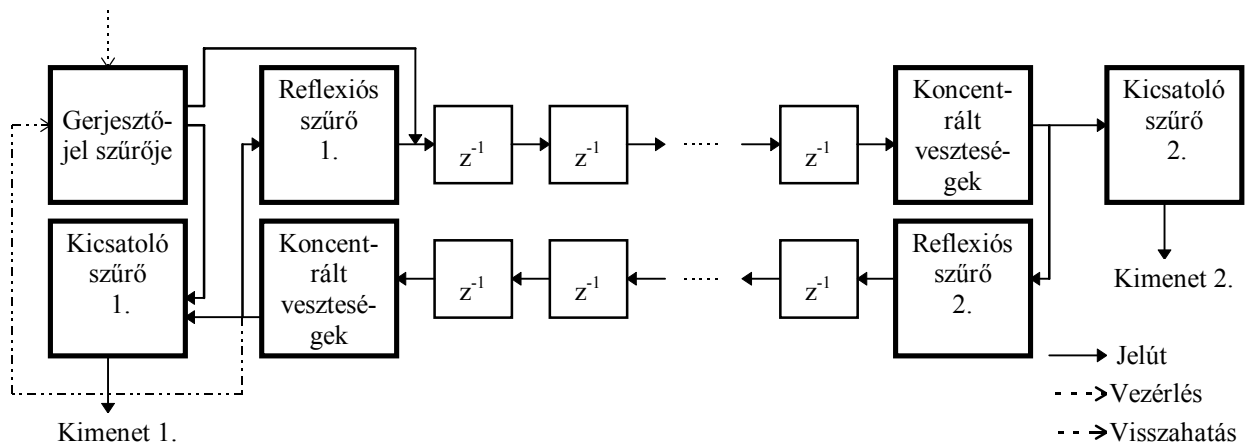 Gerjesztő-
jel szűrője
Reflexiós
szűrő
1.
z-1
z-1
z-1
Koncent-
rált
vesztesé-
gek
Kicsatoló
szűrő
2.
Kicsatoló
szűrő
1.
Koncent-
rált
vesztesé-
gek
z-1
z-1
z-1
Reflexiós
szűrő
2.
Kimenet 2.
Jelút
Vezérlés
Visszahatás
Kimenet 1.